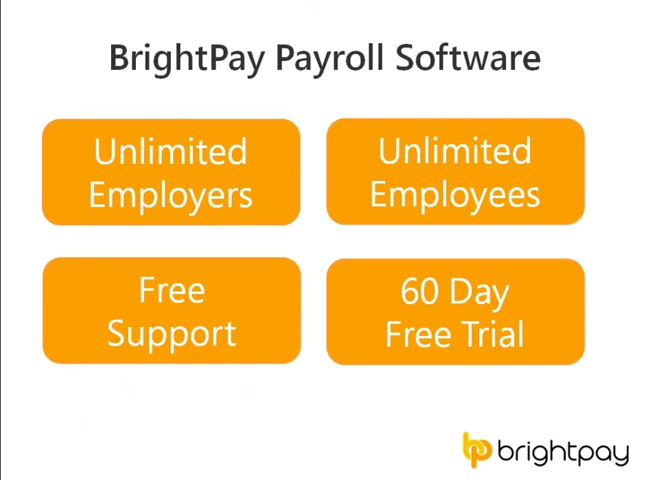 BrightPay Payroll Software
Unlimited
Employers
Unlimited
Employees
Free
Support
60 Day
Free Trial
brightpay